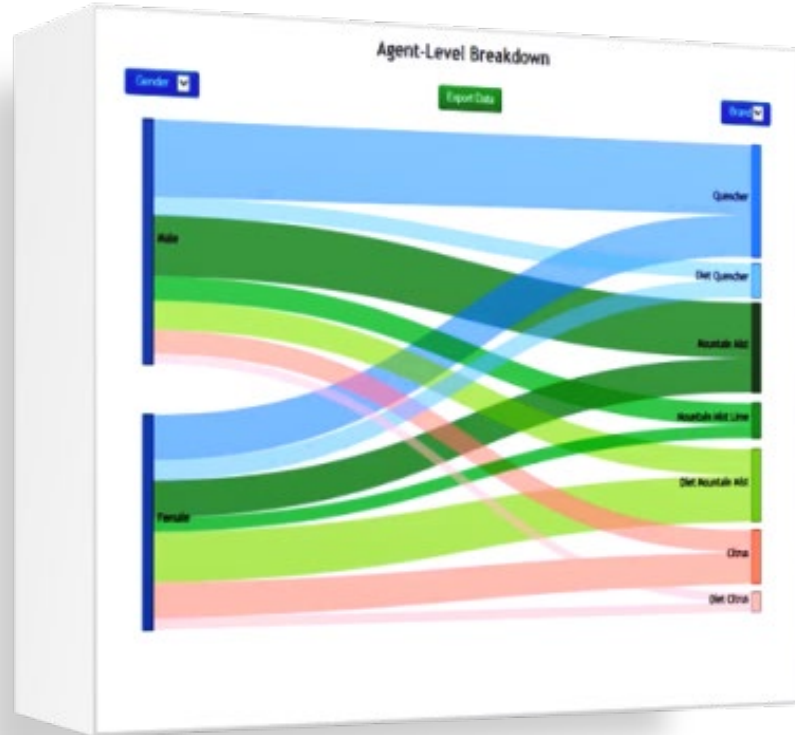 Agent-Level Breakdown
Gender
Export Data
Brand
Quencher
Male
Diet Quencher
Mountain Mist
Mountain Mist Lime
Diet Mountain Mist
Female
Citrus
Diet Citrus